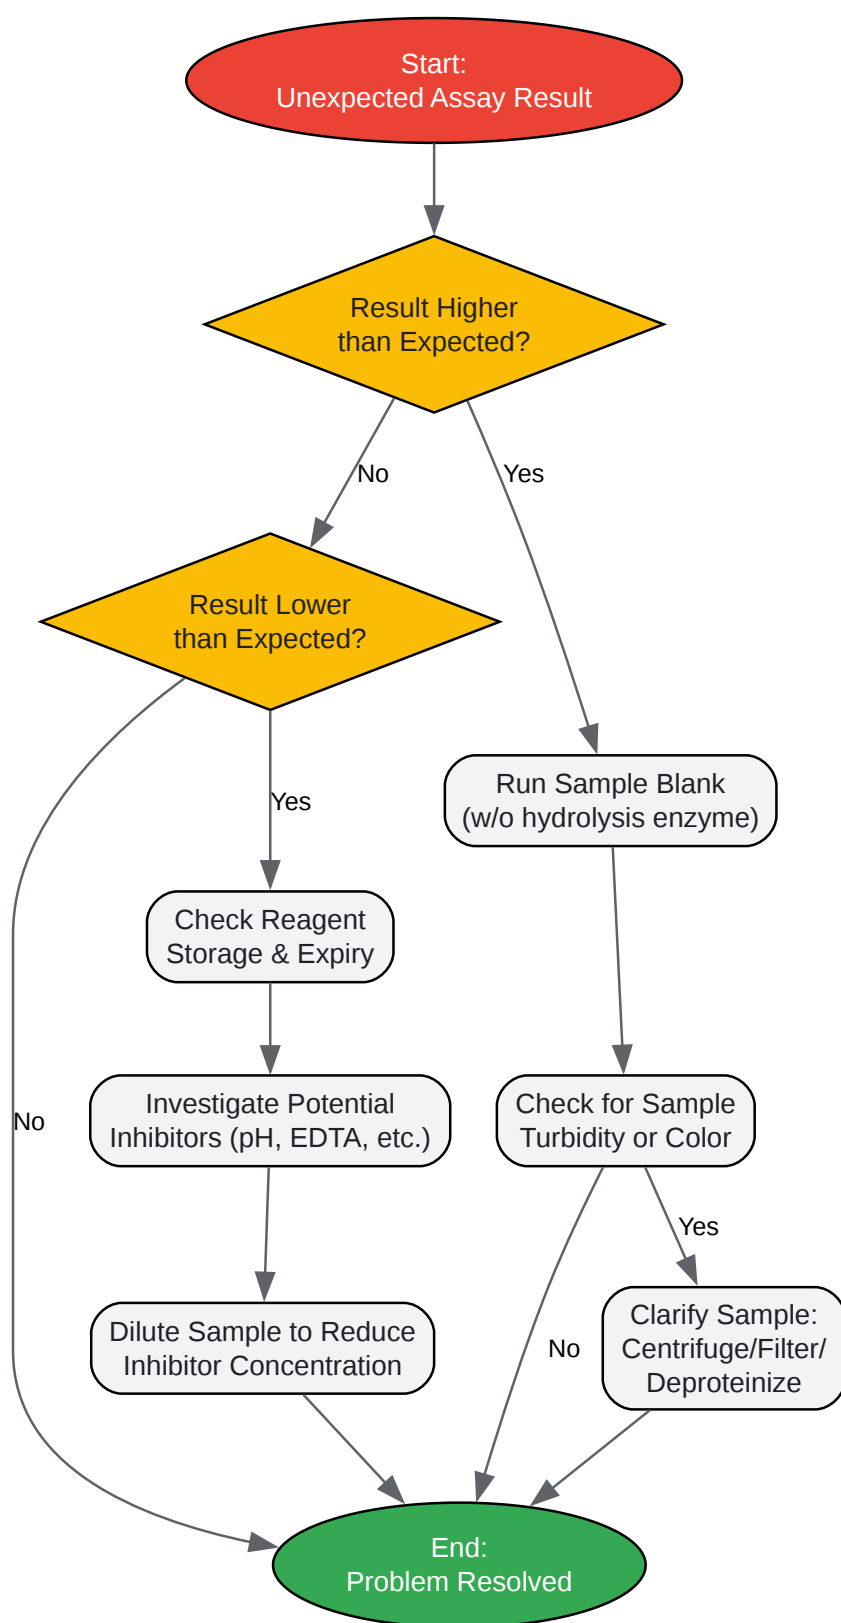 Start:
Unexpected Assay Result
Result Higher
than Expected?
No
Yes
Result Lower
than Expected?
Run Sample Blank
(w/o hydrolysis enzyme)
Yes
Check Reagent
Storage & Expiry
Investigate Potential
Inhibitors (pH, EDTA, etc.)
Check for Sample
Turbidity or Color
No
Yes
Dilute Sample to Reduce
Inhibitor Concentration
No
Clarify Sample:
Centrifuge/Filter/
Deproteinize
End:
Problem Resolved